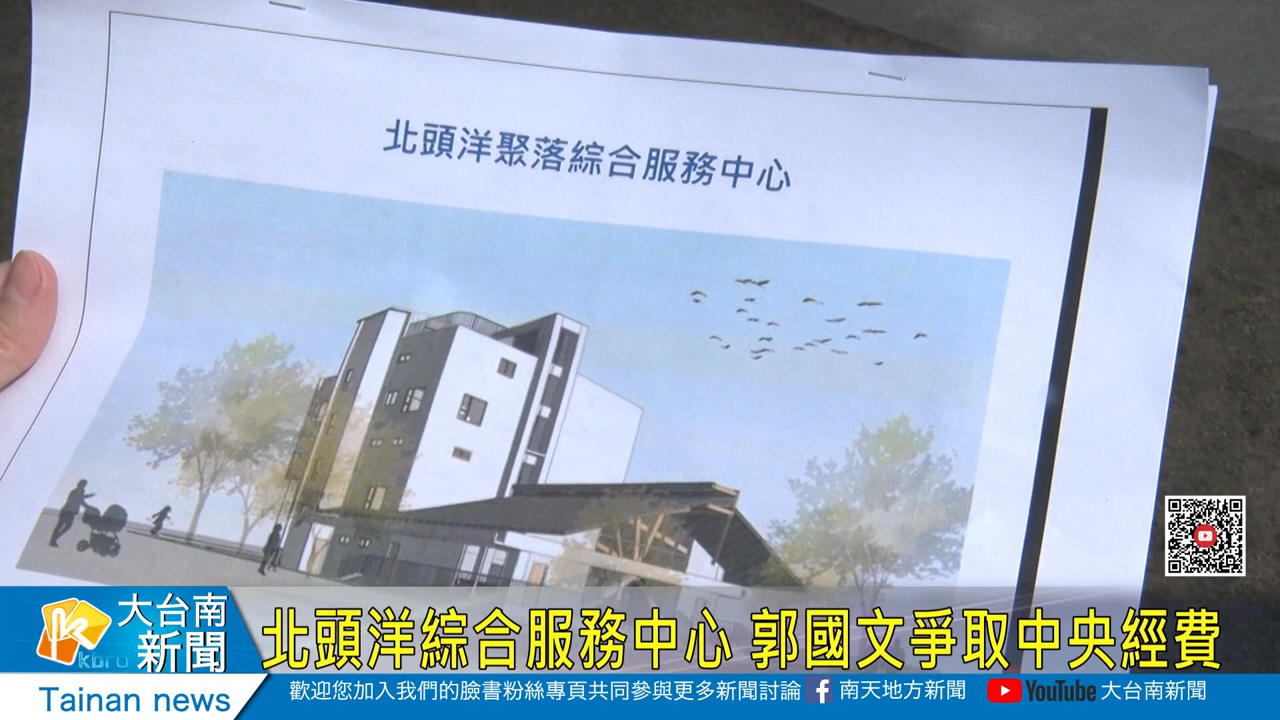 北頭洋聚落綜合服務中心
大台南
新聞
kbro
北頭洋綜合服務中心 郭國文爭取中央經費
Tainan news
歡迎您加入我們的臉書粉絲專頁共同參與更多新聞討論 南天地方新聞 YouTube 大台南新聞